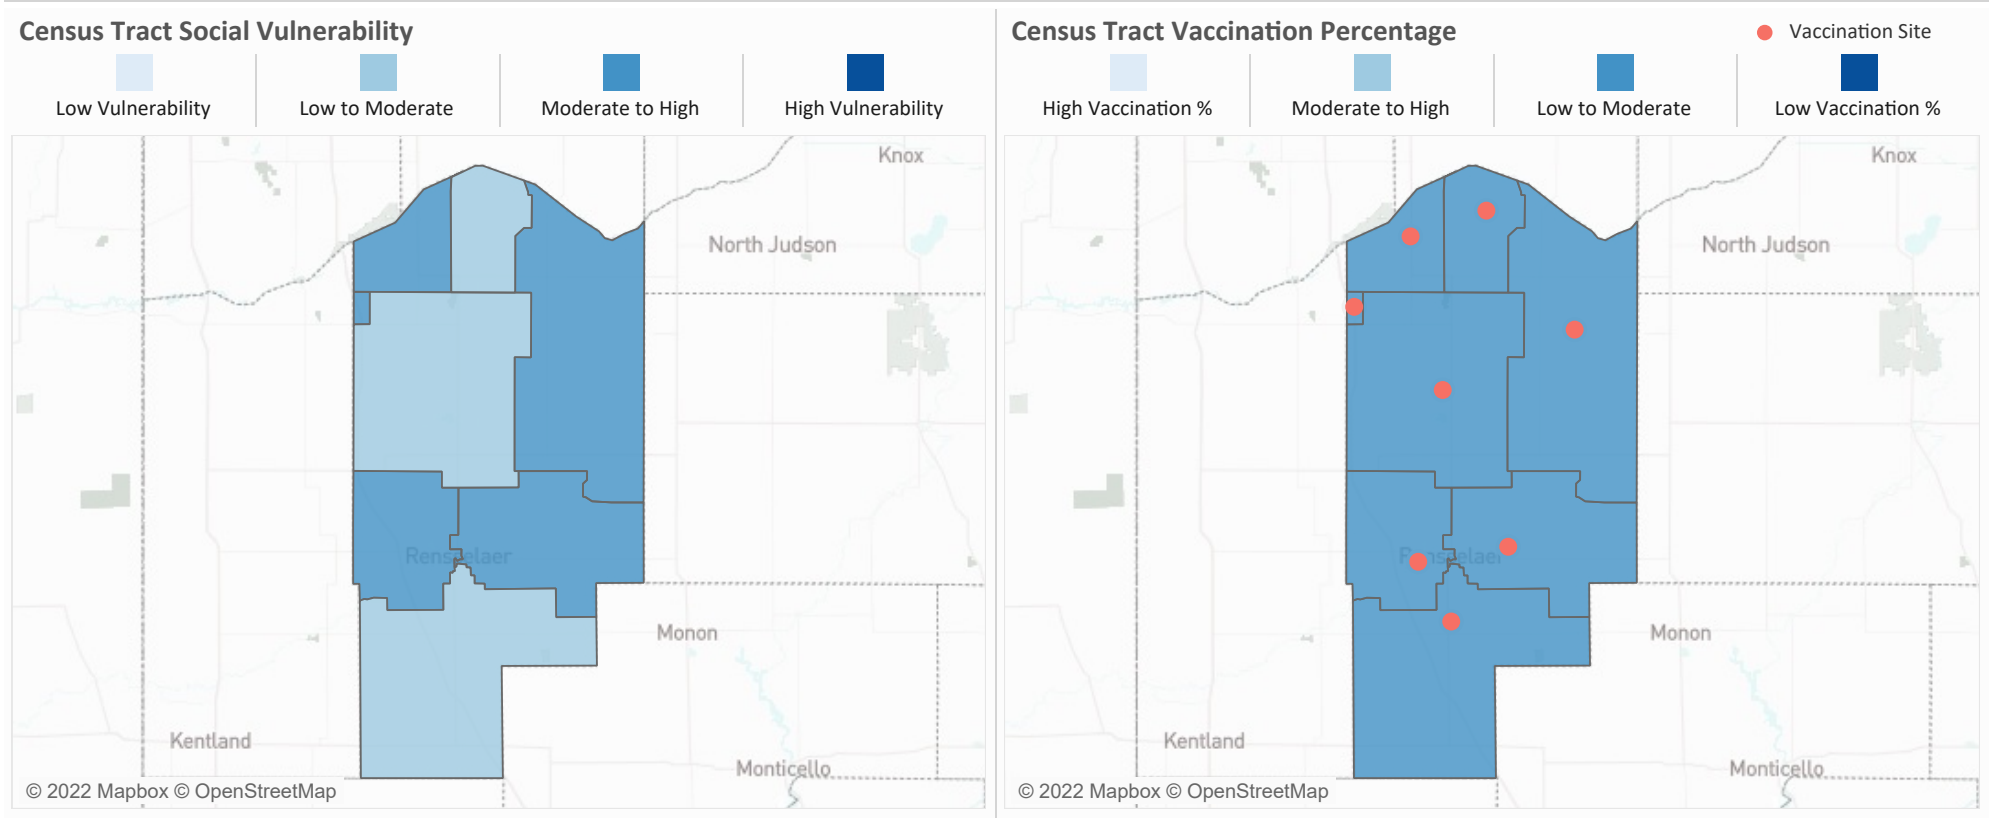 Census Tract Social Vulnerability
Low Vulnerability
Low to Moderate
Moderate to High
High Vulnerability
Knox
North Judson
Rensselaer
Monon
Kentland
Monticello
© 2022 Mapbox © OpenStreetMap
Census Tract Vaccination Percentage
Vaccination Site
High Vaccination %
Moderate to High
Low to Moderate
Low Vaccination %
Knox
North Judson
Rensselaer
Monon
Kentland
Monticello
© 2022 Mapbox © OpenStreetMap